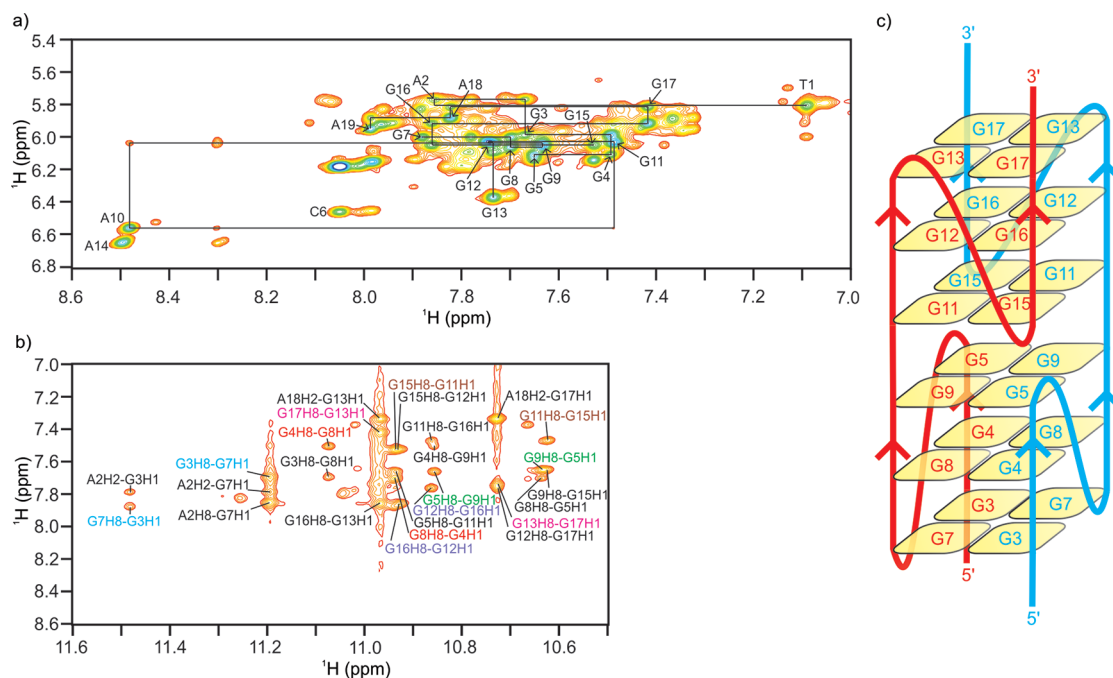 a)
5.4
5.6
5.8
6.0
6.2
6.4
6.6
6.8
¹H (ppm)
A2
A18
G16
G17
T1
A19
G7
G3
G15
G12
G8
G5
G9
G4
G11
G13
C6
A10
A14
8.6
8.4
8.2
8.0
7.8
7.6
7.4
7.2
7.0
¹H (ppm)
b)
7.0
7.2
7.4
7.6
7.8
8.0
8.2
8.4
8.6
¹H (ppm)
G15H8-G11H1
A18H2-G13H1
G15H8-G12H1
A18H2-G17H1
G17H8-G13H1
G11H8-G16H1
G11H8-G15H1
G4H8-G8H1
G3H8-G7H1
G3H8-G8H1
G4H8-G9H1
G9H8-G5H1
A2H2-G3H1
A2H2-G7H1
G5H8-G9H1
G9H8-G15H1
G7H8-G3H1
A2H8-G7H1
G12H8-G16H1
G8H8-G5H1
G16H8-G13H1
G5H8-G11H1
G13H8-G17H1
G8H8-G4H1
G12H8-G17H1
G16H8-G12H1
11.6
11.4
11.2
11.0
10.8
10.6
¹H (ppm)
c)
3'
3'
G17
G13
G13
G17
G16
G12
G12
G16
G15
G11
G11
G15
G5
G9
G9
G5
G4
G8
G8
G4
G3
G7
G7
G3
5'
5'